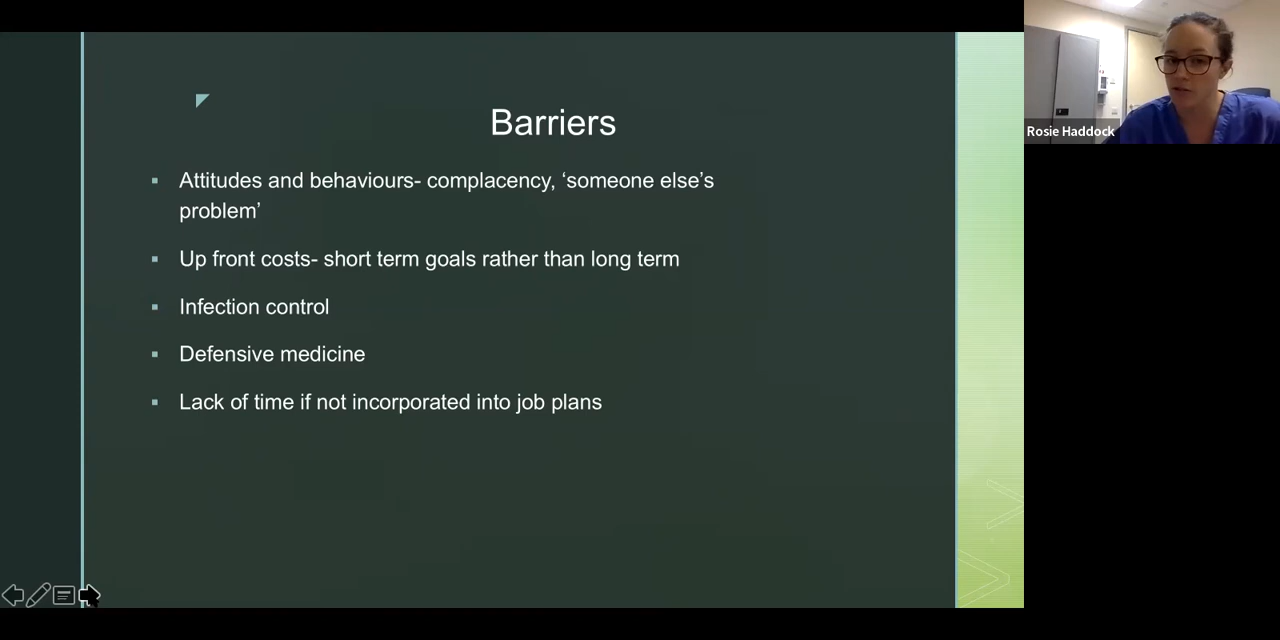 Barriers
Attitudes and behaviours- complacency, ‘someone else’s
problem’
Up front costs- short term goals rather than long term
Infection control
Defensive medicine
Lack of time if not incorporated into job plans
Rosie Haddock